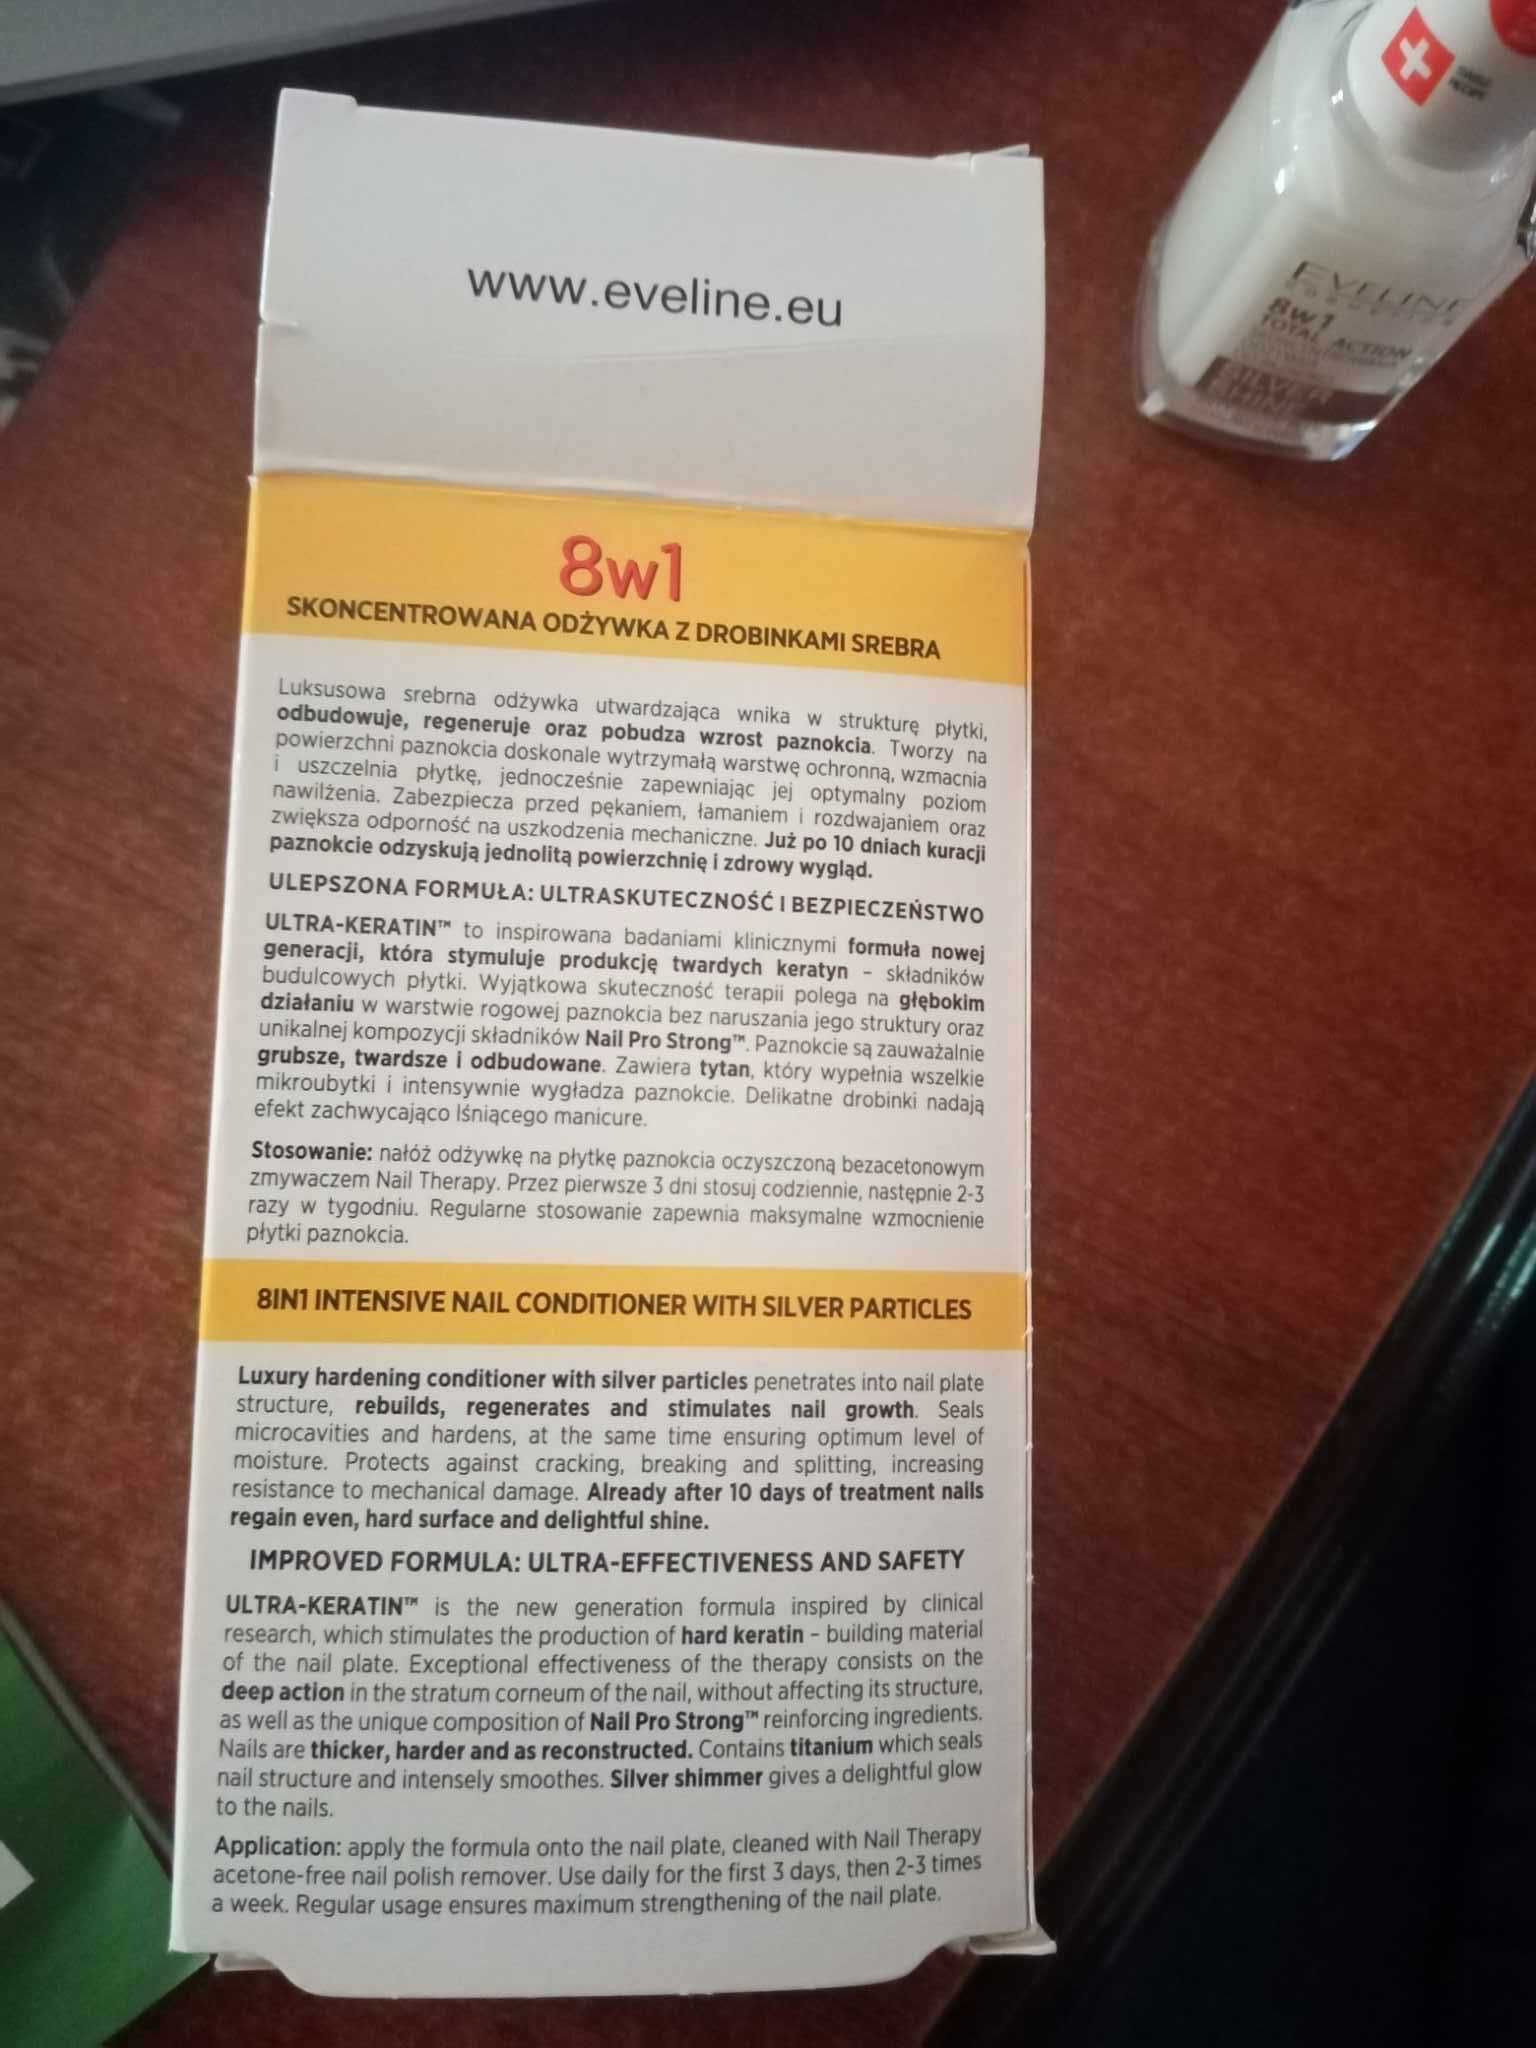 www.eveline.eu
8w1
SKONCENTROWANA ODŻYWKA Z DROBINKAMI SREBRA
Luksusowa srebrna odżywka utwardzająca wnika w strukturę płytki,
odbudowuje, regeneruje oraz pobudza wzrost paznokcia. Tworzy na
powierzchni paznokcia doskonale wytrzymałą warstwę ochronną, wzmacnia
i uszczelnia płytkę, jednocześnie zapewniając jej optymalny poziom
nawilżenia. Zabezpiecza przed pękaniem, łamaniem i rozdwajaniem oraz
zwiększa odporność na uszkodzenia mechaniczne. Już po 10 dniach kuracji
paznokcie odzyskują jednolitą powierzchnię i zdrowy wygląd.
ULEPSZONA FORMUŁA: ULTRASKUTECZNOŚĆ I BEZPIECZEŃSTWO
ULTRA-KERATIN™ to inspirowana badaniami klinicznymi formuła nowej
generacji, która stymuluje produkcję twardych keratyn – składników
budulcowych płytki. Wyjątkowa skuteczność terapii polega na głębokim
działaniu w warstwie rogowej paznokcia bez naruszania jego struktury oraz
unikalnej kompozycji składników Nail Pro Strong™. Paznokcie są zauważalnie
grubsze, twardsze i odbudowane. Zawiera tytan, który wypełnia wszelkie
mikroubytki i intensywnie wygładza paznokcie. Delikatne drobinki nadają
efekt zachwycająco lśniącego manicure.
Stosowanie: nałóż odżywkę na płytkę paznokcia oczyszczoną bezacetonowym
zmywaczem Nail Therapy. Przez pierwsze 3 dni stosuj codziennie, następnie 2-3
razy w tygodniu. Regularne stosowanie zapewnia maksymalne wzmocnienie
płytki paznokcia.
8IN1 INTENSIVE NAIL CONDITIONER WITH SILVER PARTICLES
Luxury hardening conditioner with silver particles penetrates into nail plate
structure, rebuilds, regenerates and stimulates nail growth. Seals
microcavities and hardens, at the same time ensuring optimum level of
moisture. Protects against cracking, breaking and splitting, increasing
resistance to mechanical damage. Already after 10 days of treatment nails
regain even, hard surface and delightful shine.
IMPROVED FORMULA: ULTRA-EFFECTIVENESS AND SAFETY
ULTRA-KERATIN™ is the new generation formula inspired by clinical
research, which stimulates the production of hard keratin – building material
of the nail plate. Exceptional effectiveness of the therapy consists on the
deep action in the stratum corneum of the nail, without affecting its structure,
as well as the unique composition of Nail Pro Strong™ reinforcing ingredients.
Nails are thicker, harder and as reconstructed. Contains titanium which seals
nail structure and intensely smoothes. Silver shimmer gives a delightful glow
to the nails.
Application: apply the formula onto the nail plate, cleaned with Nail Therapy
acetone-free nail polish remover. Use daily for the first 3 days, then 2-3 times
a week. Regular usage ensures maximum strengthening of the nail plate.
EVELINE
8w1
TOTAL ACTION
SILVER
SHINE